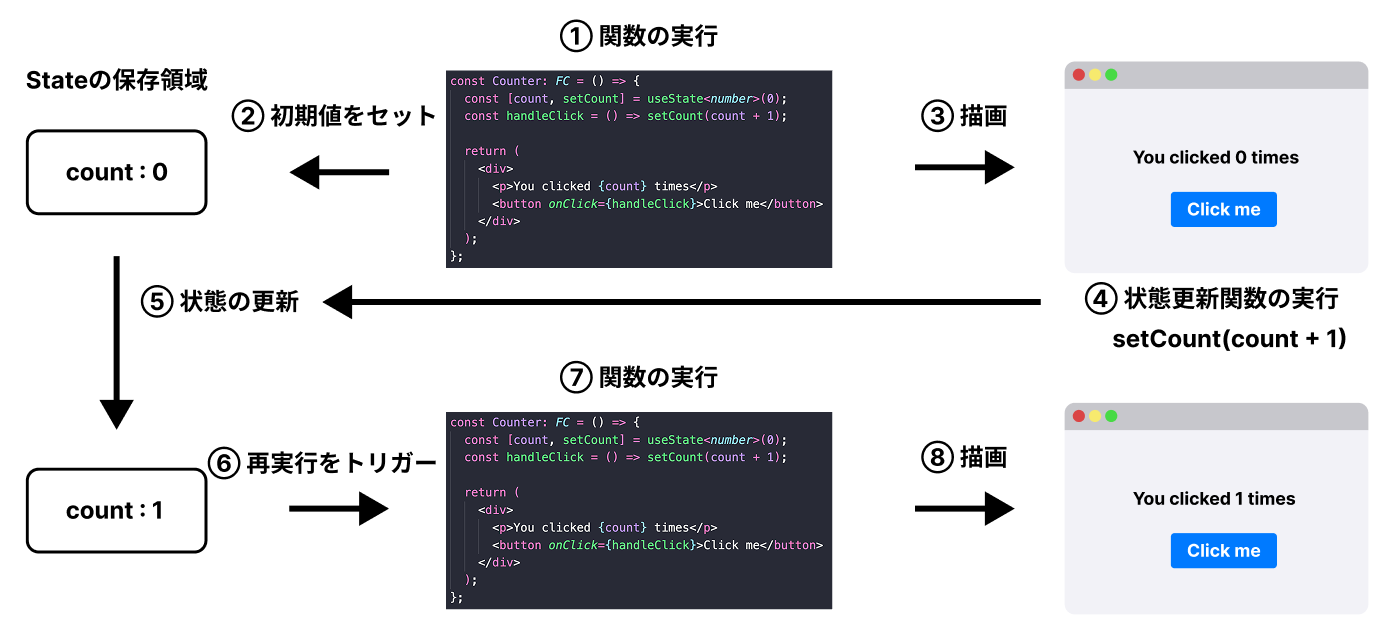 ① 関数の実行
Stateの保存領域
② 初期値をセット
count : 0
const Counter: FC = () => {
const [count, setCount] = useState<number>(0);
const handleClick = () => setCount(count + 1);
return (
<div>
<p>You clicked {count} times</p>
<button onClick={handleClick}>Click me</button>
</div>
);
};
③ 描画
You clicked 0 times
Click me
④ 状態更新関数の実行
setCount(count + 1)
⑤ 状態の更新
count : 1
⑥ 再実行をトリガー
⑦ 関数の実行
const Counter: FC = () => {
const [count, setCount] = useState<number>(0);
const handleClick = () => setCount(count + 1);
return (
<div>
<p>You clicked {count} times</p>
<button onClick={handleClick}>Click me</button>
</div>
);
};
⑧ 描画
You clicked 1 times
Click me